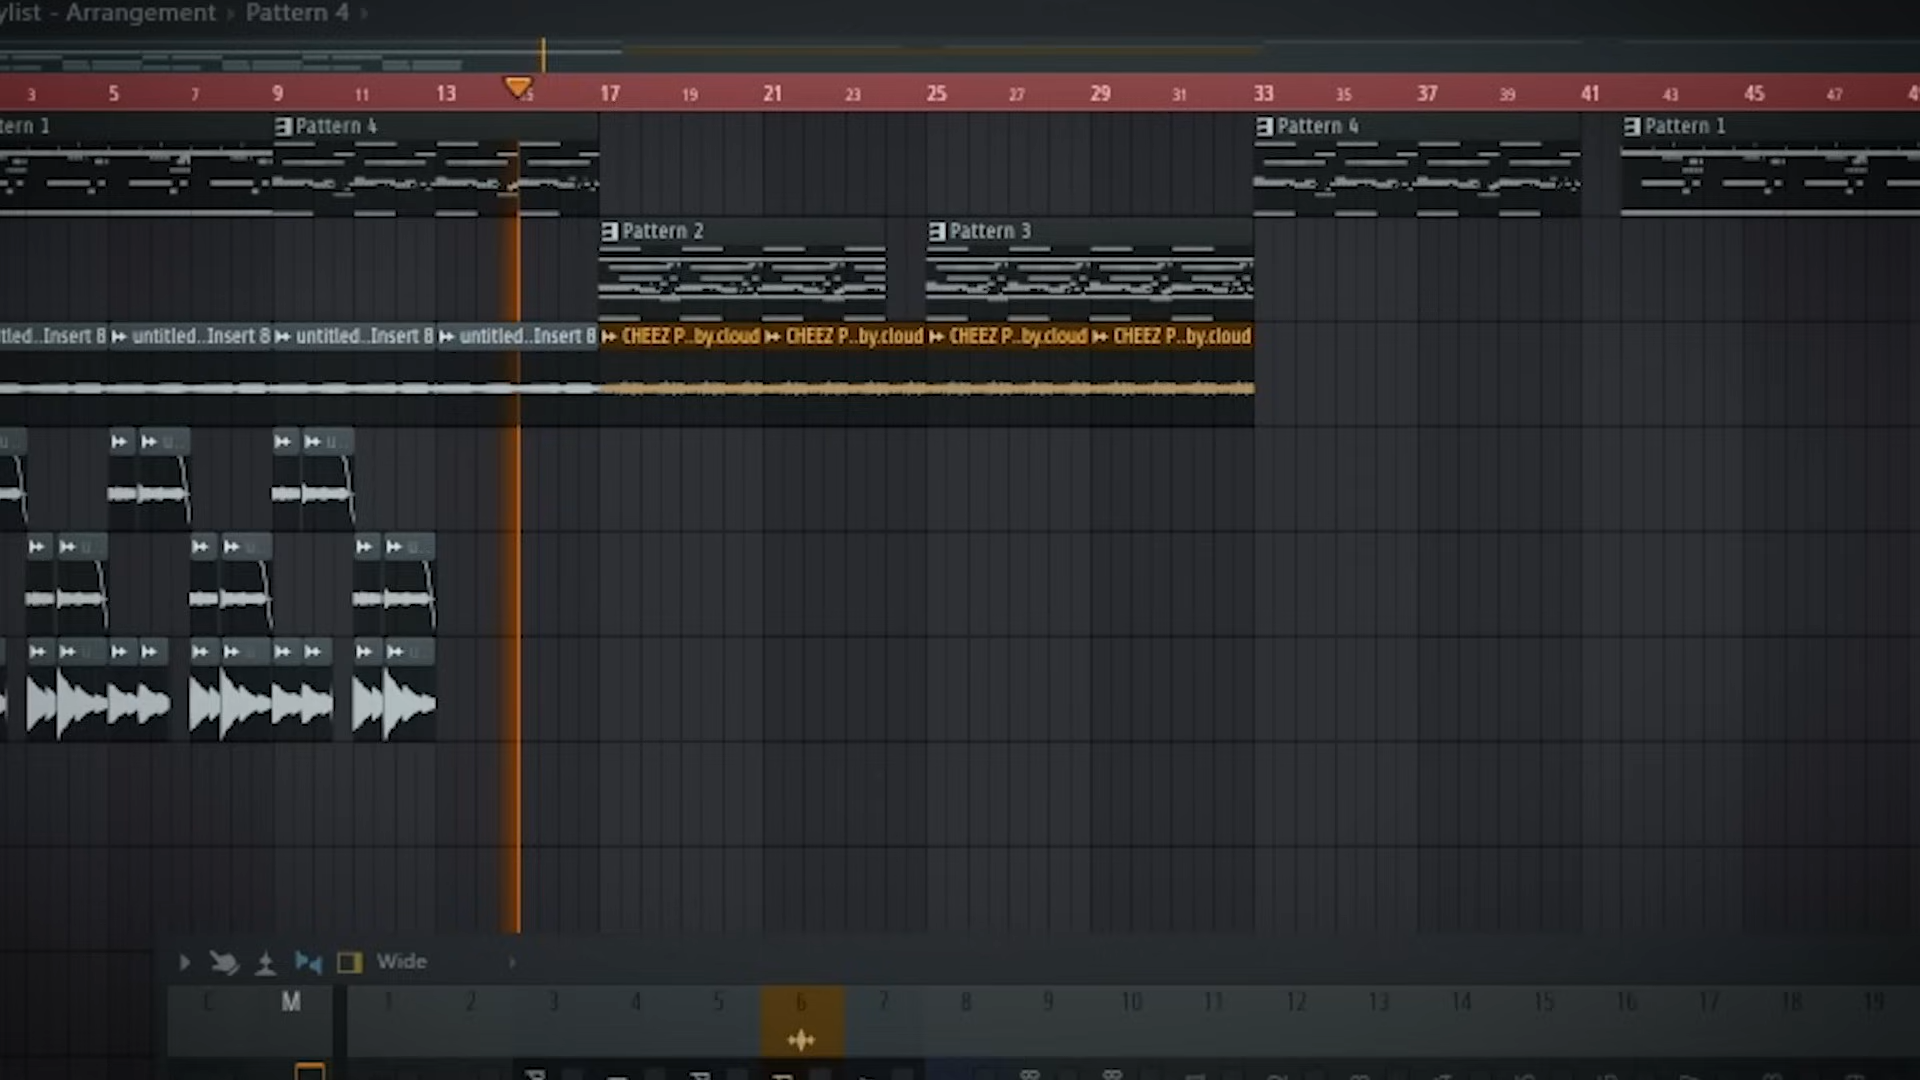 ylist - Arrangement › Pattern 4 ›
3 5 7 9 11 13 15 17 19 21 23 25 27 29 31 33 35 37 39 41 43 45 47
tern 1 Pattern 4 Pattern 4 Pattern 1
Pattern 2 Pattern 3
tled..Insert 8 untitled..Insert 8 untitled..Insert 8 untitled..Insert 8 CHEEZ P..by.cloud CHEEZ P..by.cloud CHEEZ P..by.cloud CHEEZ P..by.cloud
u.. u.. u..
u.. u.. u..
Wide
C M 1 2 3 4 5 6 7 8 9 10 11 12 13 14 15 16 17 18 19